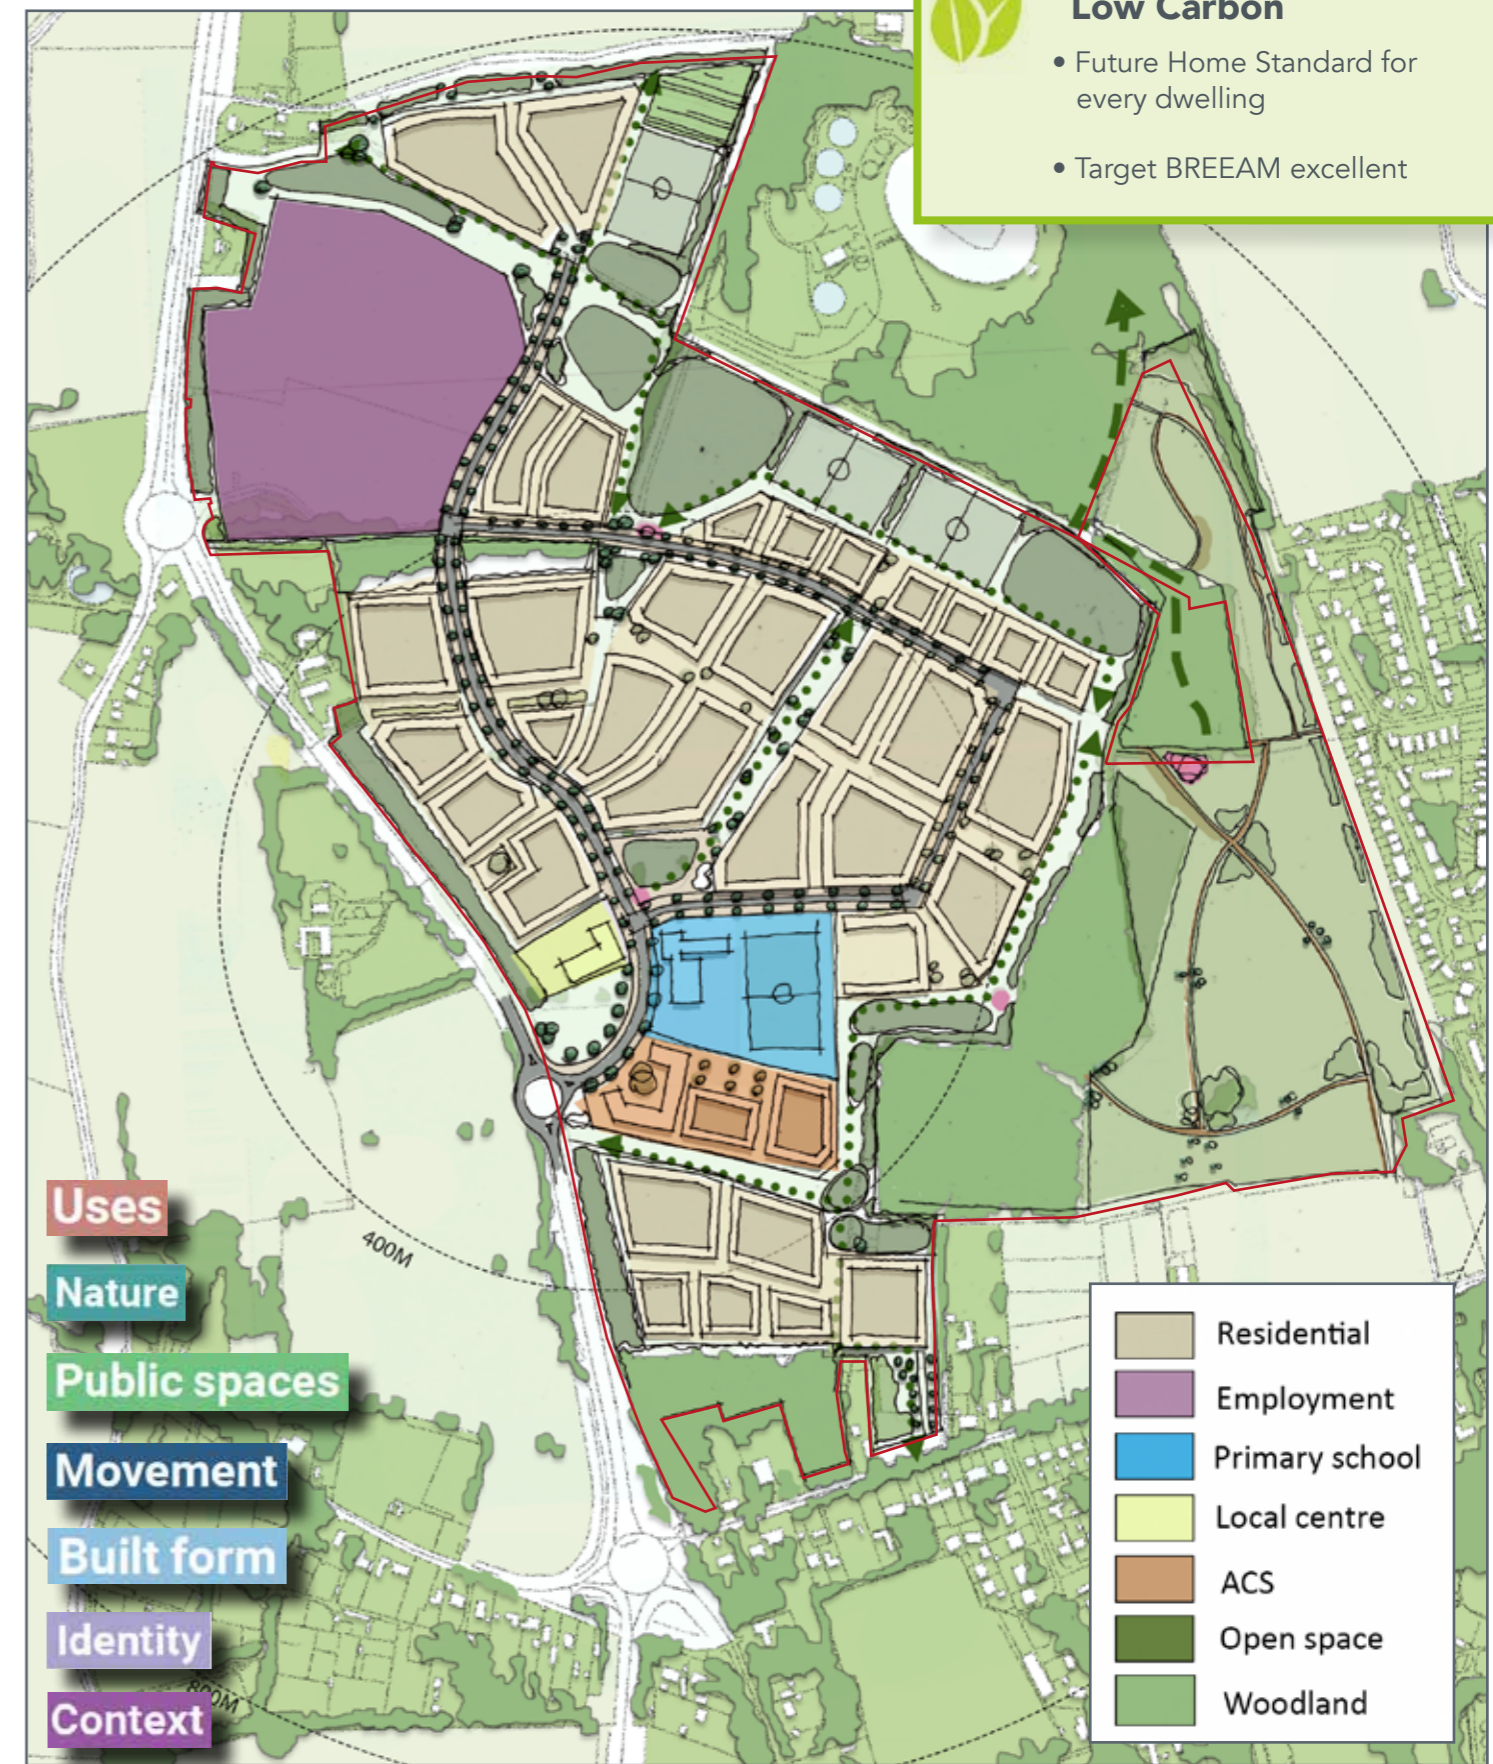 Low Carbon
• Future Home Standard for
every dwelling
• Target BREEAM excellent
400M
Uses
Nature
Public spaces
Movement
Built form
Identity
800M
Context
Residential
Employment
Primary school
Local centre
ACS
Open space
Woodland